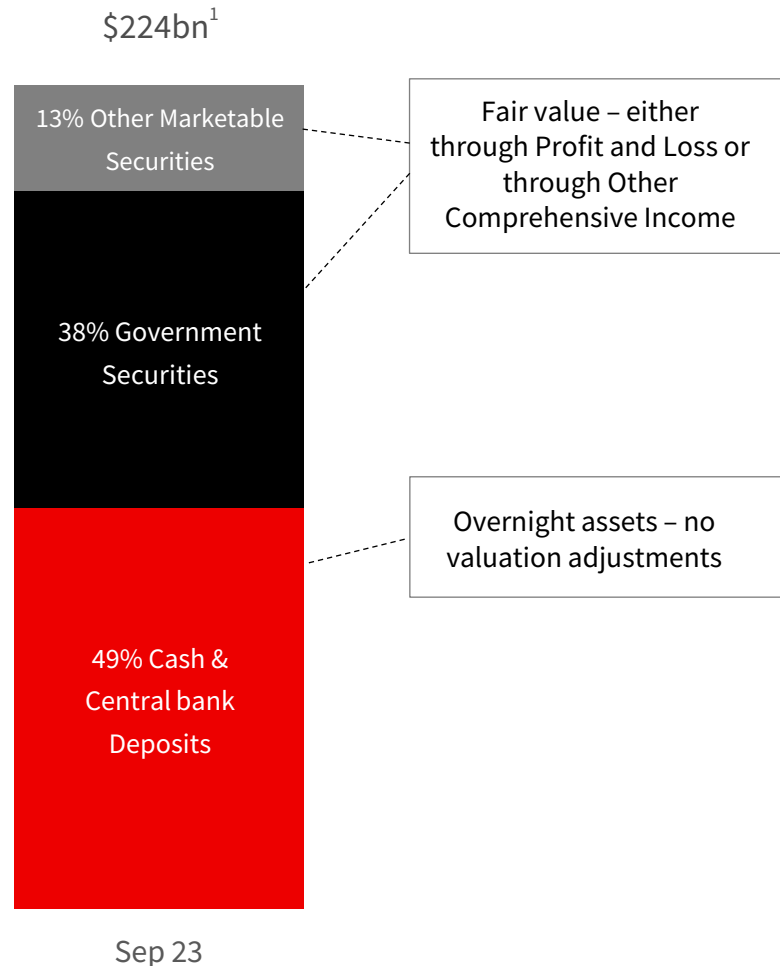 $224bn1
13% Other Marketable
Securities
Fair value – either
through Profit and Loss or
through Other
Comprehensive Income
38% Government
Securities
Overnight assets – no
valuation adjustments
49% Cash &
Central bank
Deposits
Sep 23